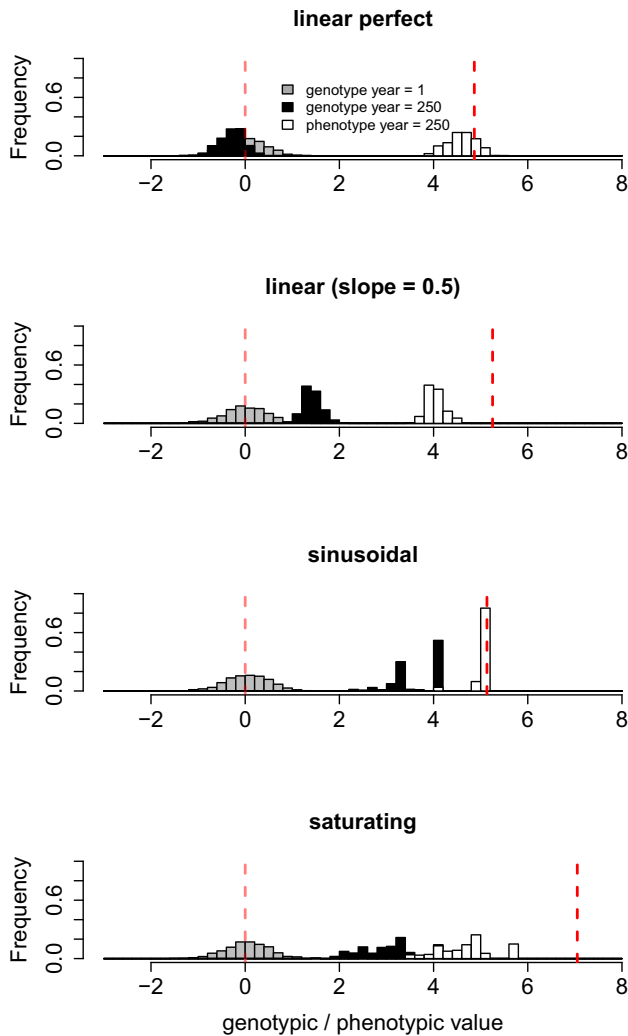 linear perfect
Frequency
0.0 0.6
genotype year = 1
genotype year = 250
phenotype year = 250
−2 0 2 4 6 8
linear (slope = 0.5)
Frequency
0.0 0.6
−2 0 2 4 6 8
sinusoidal
Frequency
0.0 0.6
−2 0 2 4 6 8
saturating
Frequency
0.0 0.6
−2 0 2 4 6 8
genotypic / phenotypic value